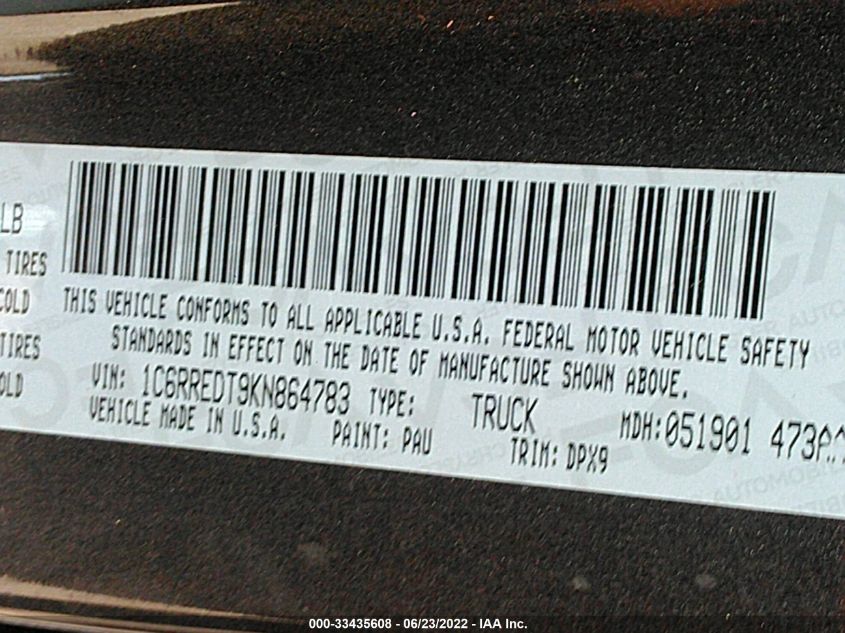 LB
TIRES
COLD
TIRES
OLD
THIS VEHICLE CONFORMS TO ALL APPLICABLE U.S.A. FEDERAL MOTOR VEHICLE SAFETY
STANDARDS IN EFFECT ON THE DATE OF MANUFACTURE SHOWN ABOVE.
VIN: 1C6RREDT9KN864783 TYPE: TRUCK MDH: 051901
VEHICLE MADE IN U.S.A. PAINT: PAU TRIM: DPX9
000-33435608 - 06/23/2022 - IAA Inc.